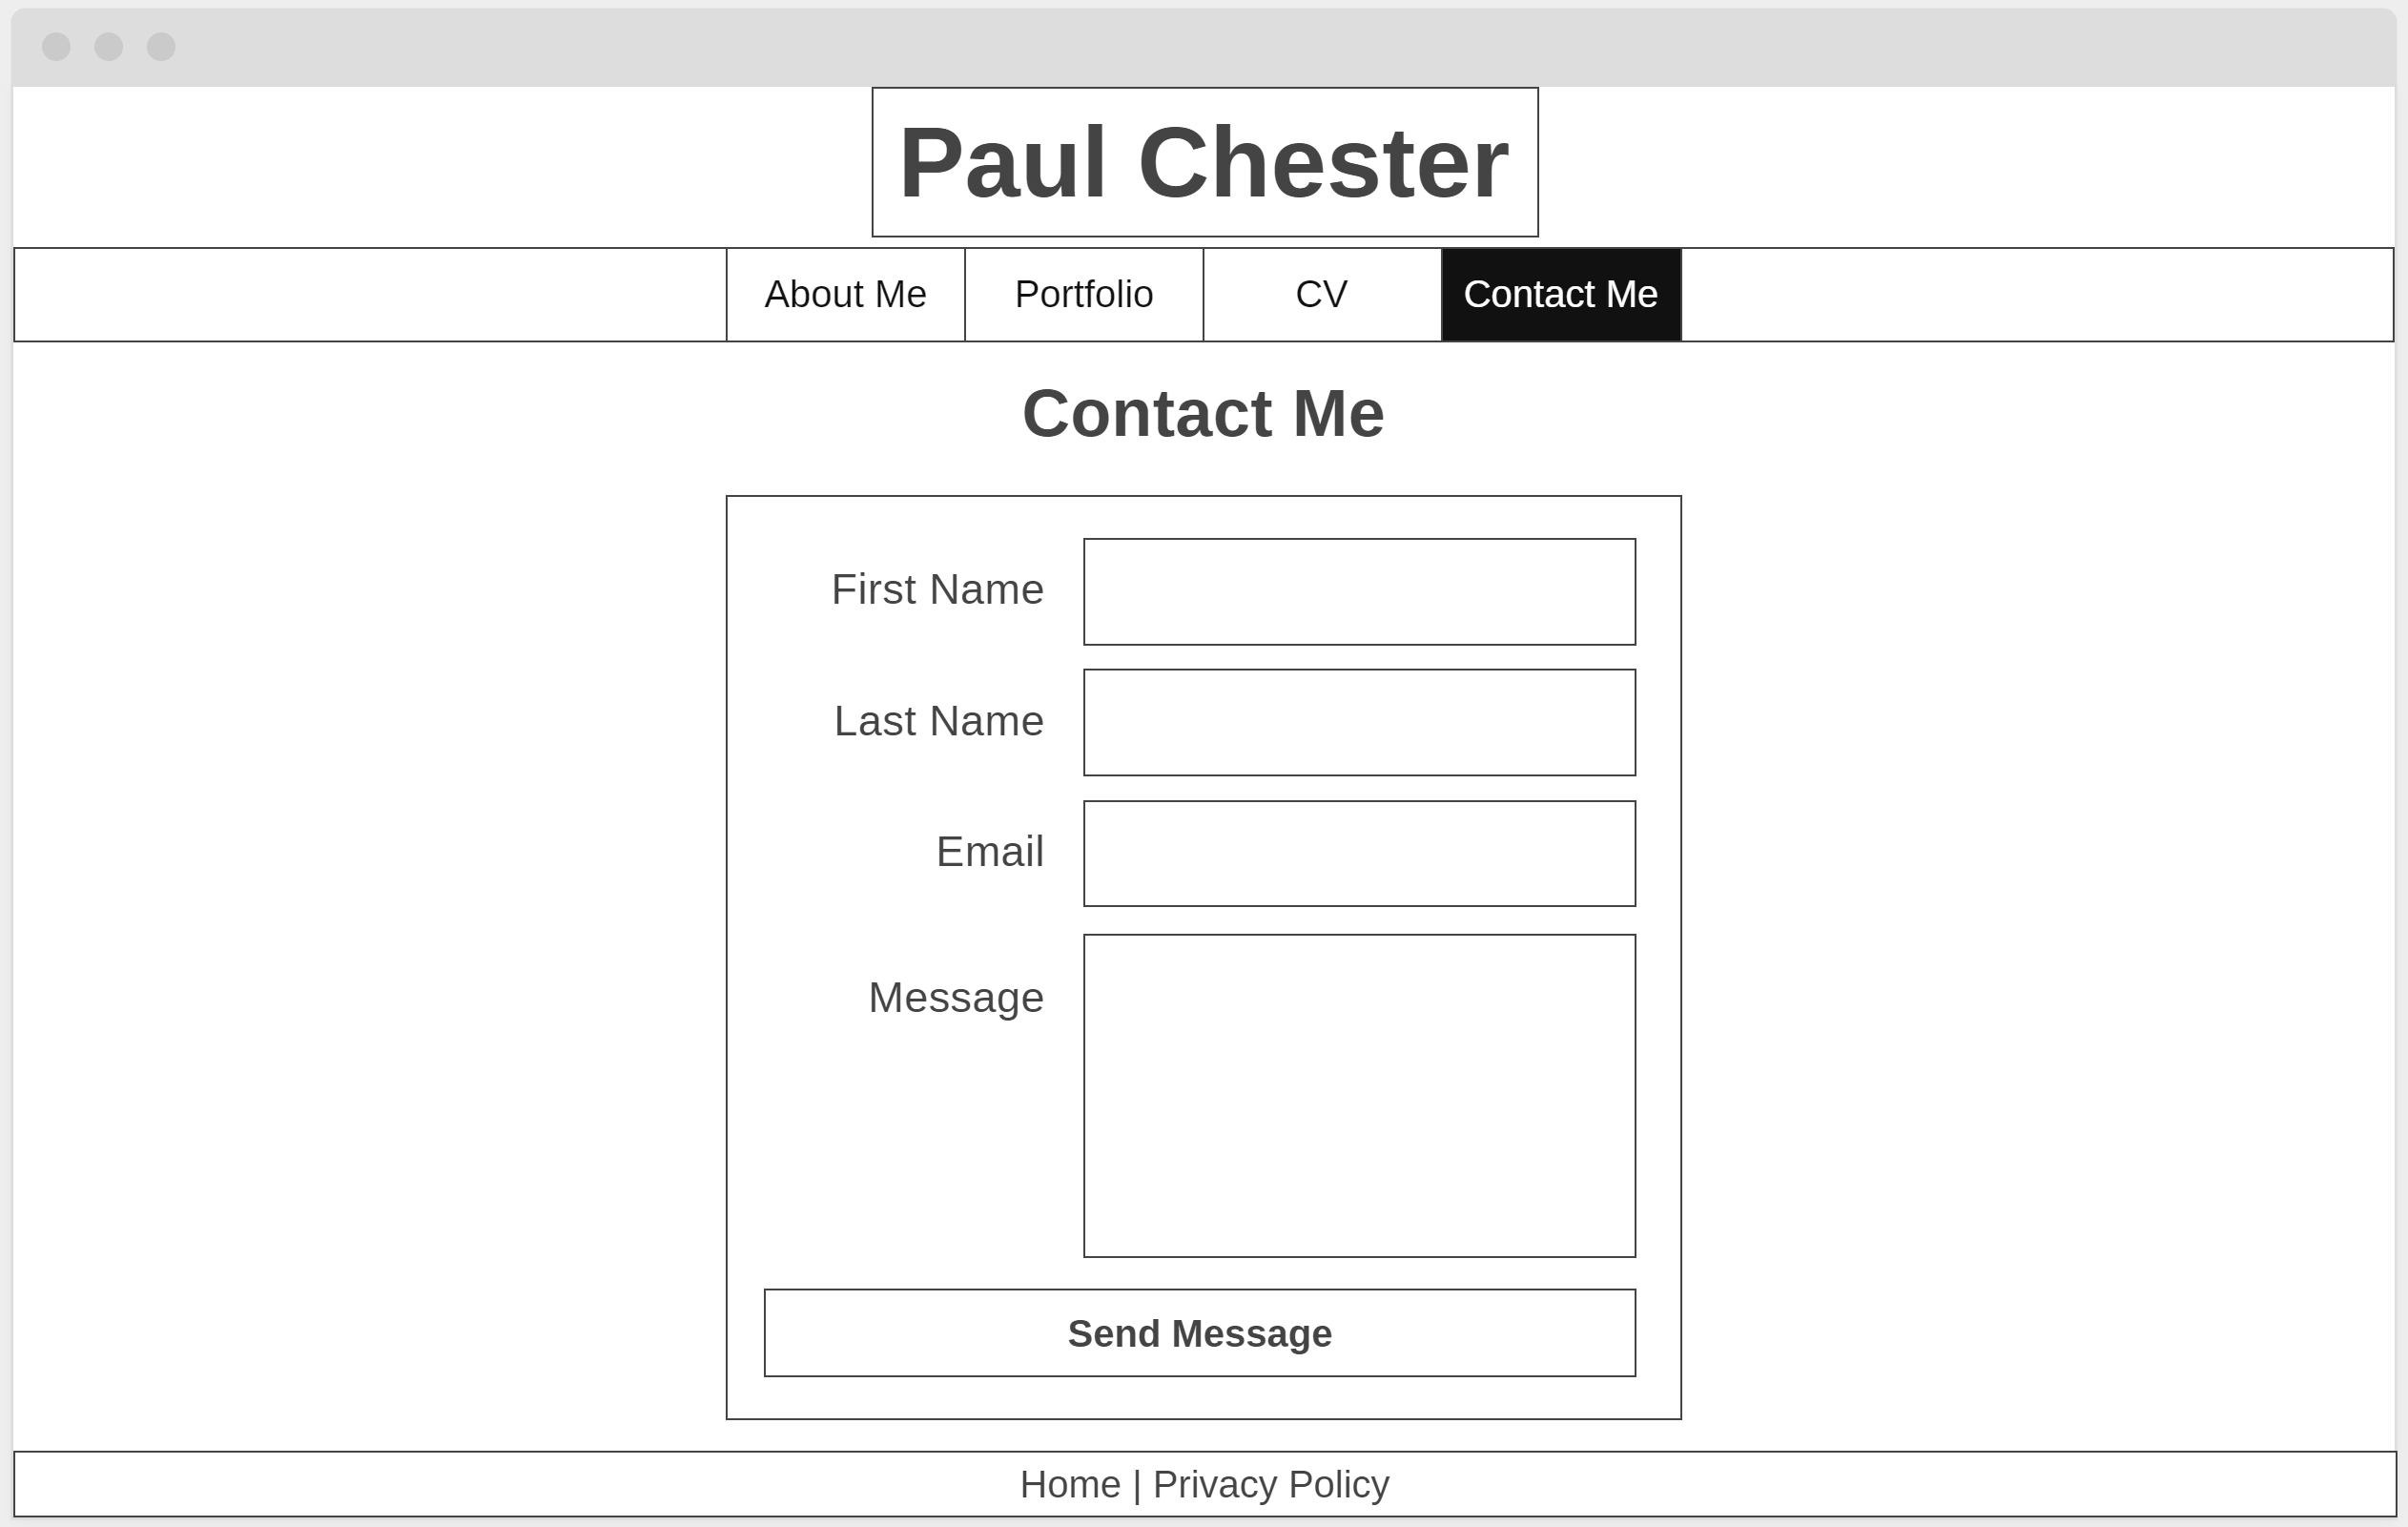 Paul Chester
About Me Portfolio CV Contact Me
Contact Me
First Name
Last Name
Email
Message
Send Message
Home | Privacy Policy